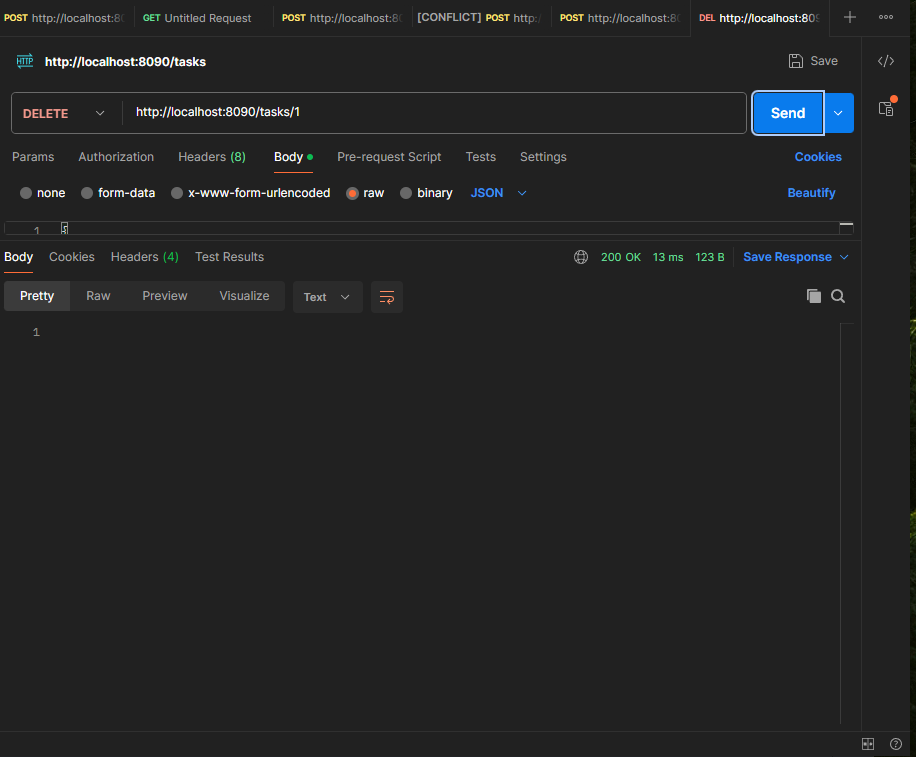 POST http://localhost:80 GET Untitled Request POST http://localhost:80 [CONFLICT] POST http:/ POST http://localhost:80 DEL http://localhost:809
HTTP http://localhost:8090/tasks Save </>
DELETE http://localhost:8090/tasks/1 Send
Params Authorization Headers (8) Body Pre-request Script Tests Settings Cookies
none form-data x-www-form-urlencoded raw binary JSON Beautify
1 {
Body Cookies Headers (4) Test Results 200 OK 13 ms 123 B Save Response
Pretty Raw Preview Visualize Text
1